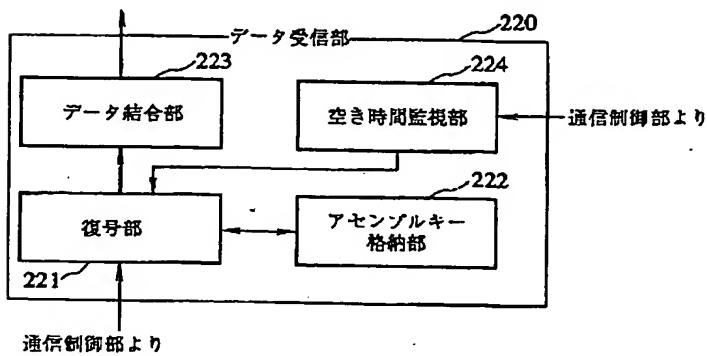 データ受信部
220
223
224
データ結合部
空き時間監視部
通信制御部より
222
復号部
アセンブルキー
格納部
221
通信制御部より